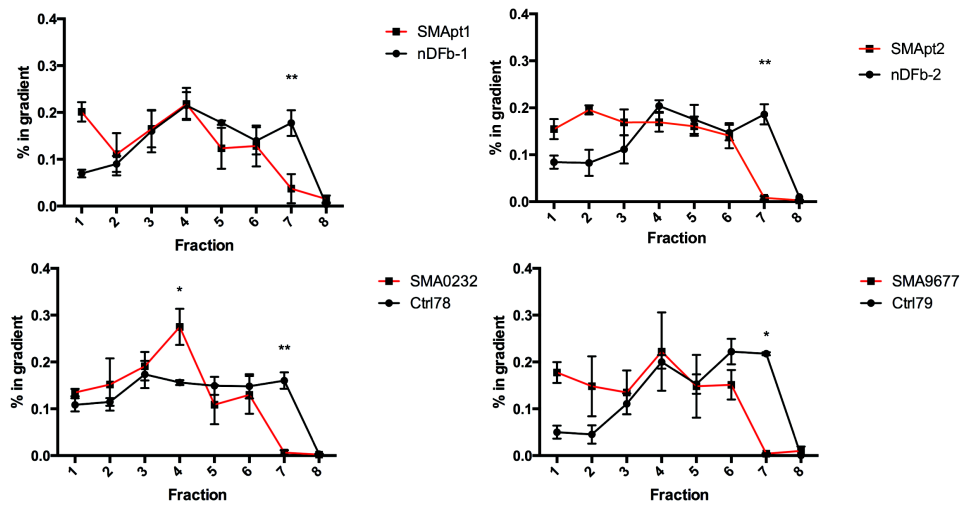 0.4
0.3
0.2
0.1
0.0
% in gradient
**
1 2 3 4 5 6 7 8
Fraction
SMApt1
nDFb-1
0.4
0.3
0.2
0.1
0.0
% in gradient
**
1 2 3 4 5 6 7 8
Fraction
SMApt2
nDFb-2
0.4
0.3
0.2
0.1
0.0
% in gradient
*
**
1 2 3 4 5 6 7 8
Fraction
SMA0232
Ctrl78
0.4
0.3
0.2
0.1
0.0
% in gradient
*
1 2 3 4 5 6 7 8
Fraction
SMA9677
Ctrl79